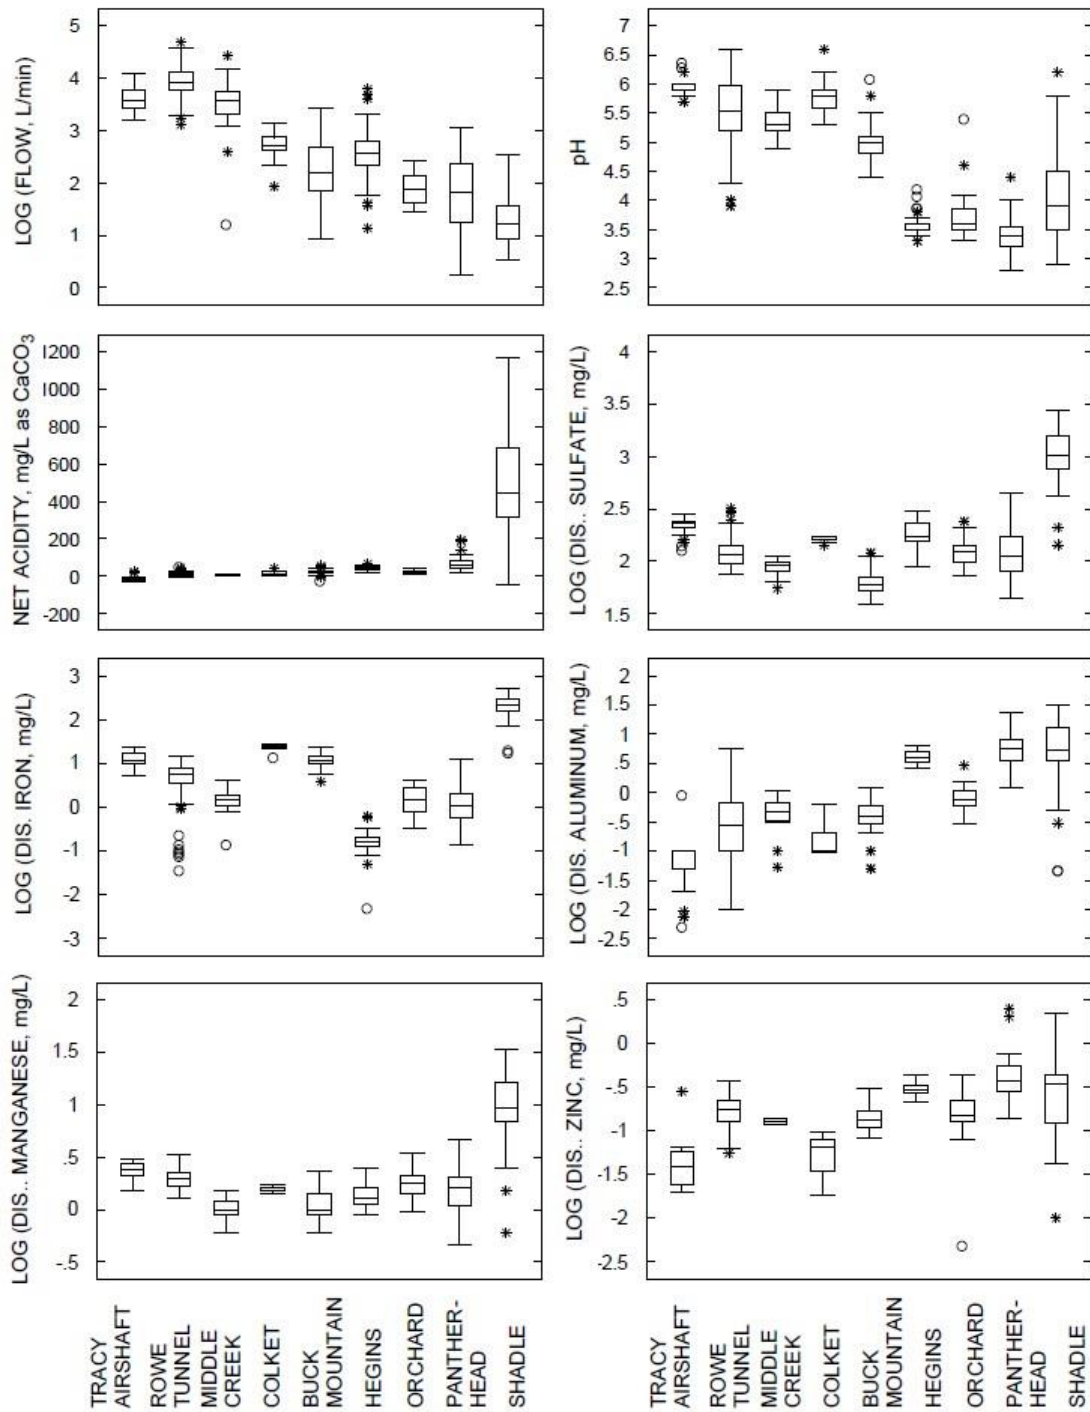 LOG (FLOW, L/min)
5
4
3
2
1
0
pH
7
6.5
6
5.5
5
4.5
4
3.5
3
2.5
NET ACIDITY, mg/L as CaCO₃
1200
1000
800
600
400
200
0
-200
LOG (DIS.. SULFATE, mg/L)
4
3.5
3
2.5
2
1.5
LOG (DIS. IRON, mg/L)
3
2
1
0
-1
-2
-3
LOG (DIS. ALUMINUM, mg/L)
2
1.5
1
.5
0
-.5
-1
-1.5
-2
-2.5
LOG (DIS.. MANGANESE, mg/L)
2
1.5
1
.5
0
-.5
LOG (DIS.. ZINC, mg/L)
.5
0
-.5
-1
-1.5
-2
-2.5
TRACY
AIRSHAFT
ROWE
TUNNEL
MIDDLE
CREEK
COLKET
BUCK
MOUNTAIN
HEGINS
ORCHARD
PANTHER-
HEAD
SHADLE
TRACY
AIRSHAFT
ROWE
TUNNEL
MIDDLE
CREEK
COLKET
BUCK
MOUNTAIN
HEGINS
ORCHARD
PANTHER-
HEAD
SHADLE